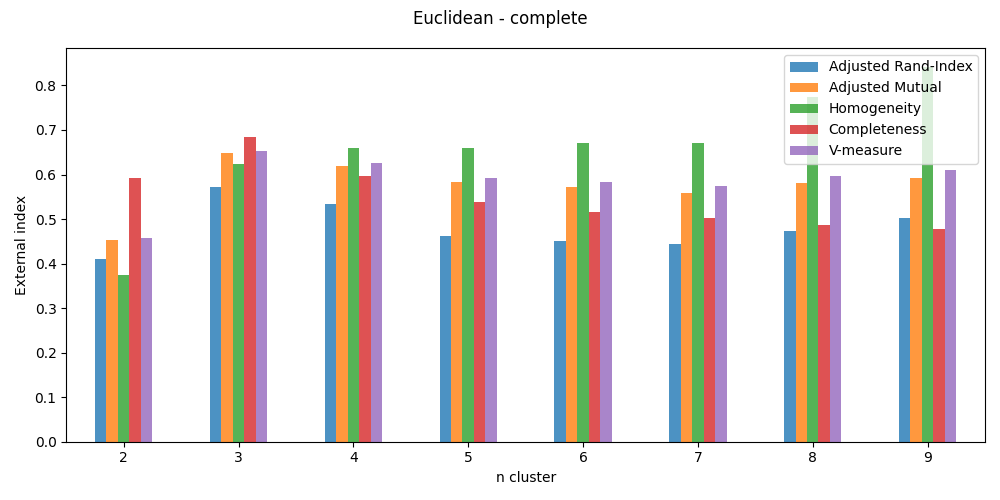 Euclidean - complete
External index
0.8
0.7
0.6
0.5
0.4
0.3
0.2
0.1
0.0
Adjusted Rand-Index
Adjusted Mutual
Homogeneity
Completeness
V-measure
2 3 4 5 6 7 8 9
n cluster